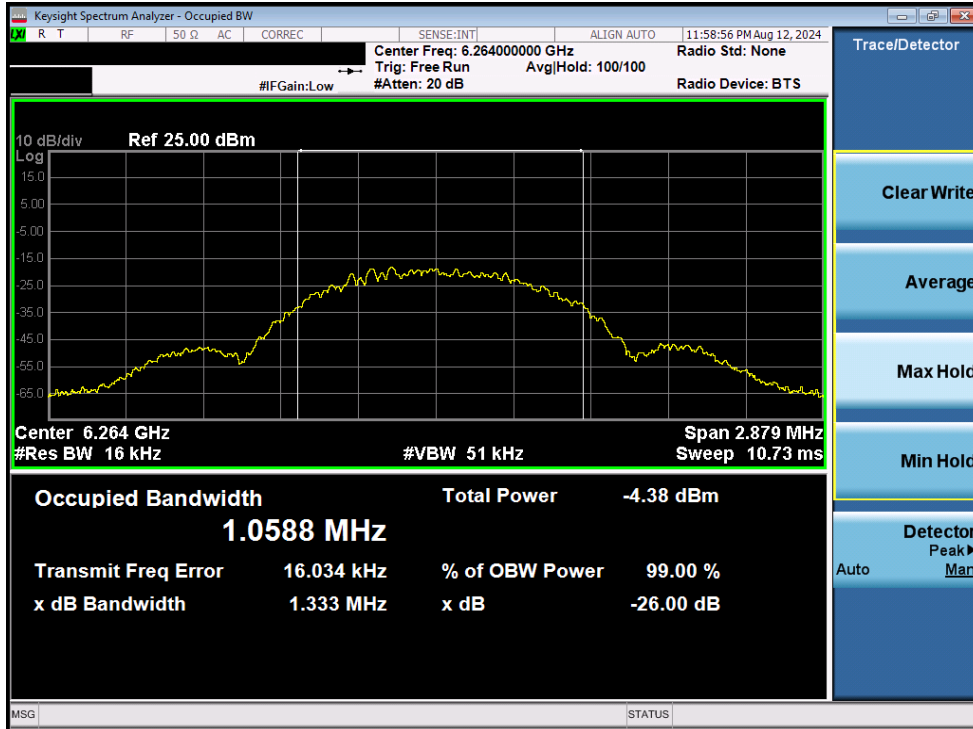 Keysight Spectrum Analyzer - Occupied BW
LXI R T RF 50 Ω AC CORREC SENSE:INT ALIGN AUTO 11:58:56 PM Aug 12, 2024
Center Freq: 6.264000000 GHz Radio Std: None
Trig: Free Run Avg|Hold: 100/100
#IFGain:Low #Atten: 20 dB Radio Device: BTS
10 dB/div Ref 25.00 dBm
Log
15.0
5.00
-5.00
-15.0
-25.0
-35.0
-45.0
-55.0
-65.0
Center 6.264 GHz Span 2.879 MHz
#Res BW 16 kHz #VBW 51 kHz Sweep 10.73 ms
Occupied Bandwidth Total Power -4.38 dBm
1.0588 MHz
Transmit Freq Error 16.034 kHz % of OBW Power 99.00 %
x dB Bandwidth 1.333 MHz x dB -26.00 dB
MSG STATUS
Trace/Detector
Clear Write
Average
Max Hold
Min Hold
Detector
Peak▶
Auto Man